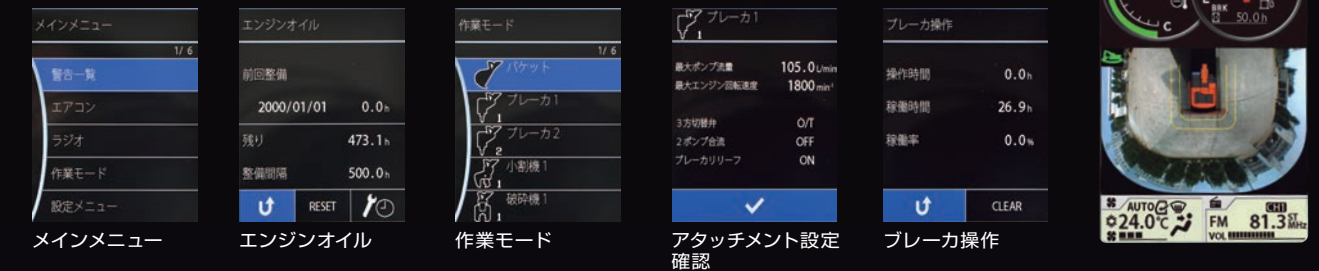 メインメニュー
1/ 6
警告一覧
エアコン
ラジオ
作業モード
設定メニュー
メインメニュー
エンジンオイル
前回整備
2000/01/01 0.0h
残り 473.1h
整備間隔 500.0h
RESET
エンジンオイル
作業モード
1/ 6
バケット
ブレーカ1
1
ブレーカ2
2
小割機1
1
破砕機1
1
作業モード
ブレーカ1
1
最大ポンプ流量 105.0L/min
最大エンジン回転速度 1800min-1
3方切替弁 O/T
2ポンプ合流 OFF
ブレーカリリーフ ON
アタッチメント設定
確認
ブレーカ操作
操作時間 0.0h
稼働時間 26.9h
稼働率 0.0%
CLEAR
ブレーカ操作
C
E
BRK
50.0h
AUTO
24.0℃
CH1
FM 81.3MHz
ST
VOL